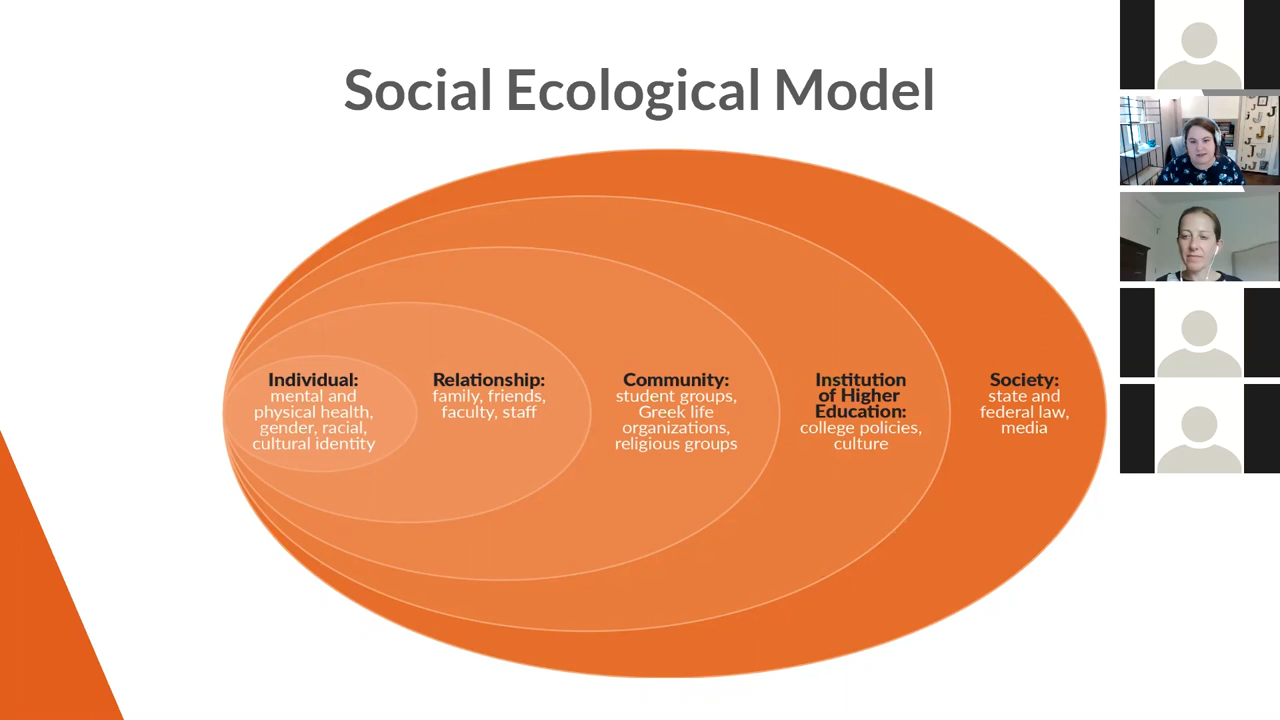 Social Ecological Model
Individual:
mental and
physical health,
gender, racial,
cultural identity
Relationship:
family, friends,
faculty, staff
Community:
student groups,
Greek life
organizations,
religious groups
Institution
of Higher
Education:
college policies,
culture
Society:
state and
federal law,
media